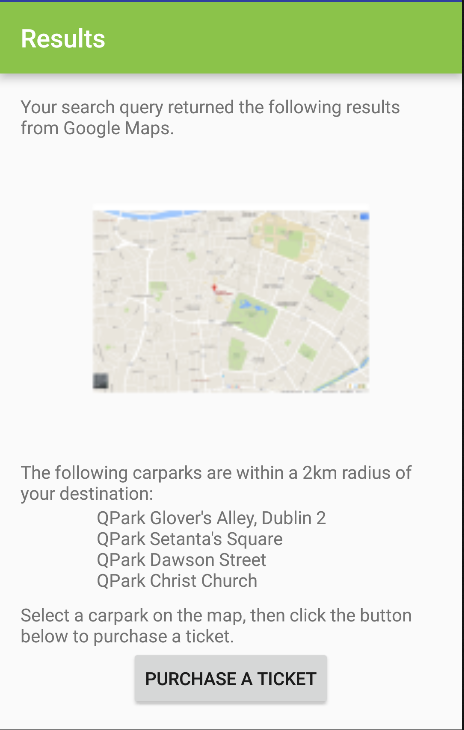 Results
Your search query returned the following results
from Google Maps.
The following carparks are within a 2km radius of
your destination:
QPark Glover's Alley, Dublin 2
QPark Setanta's Square
QPark Dawson Street
QPark Christ Church
Select a carpark on the map, then click the button
below to purchase a ticket.
PURCHASE A TICKET